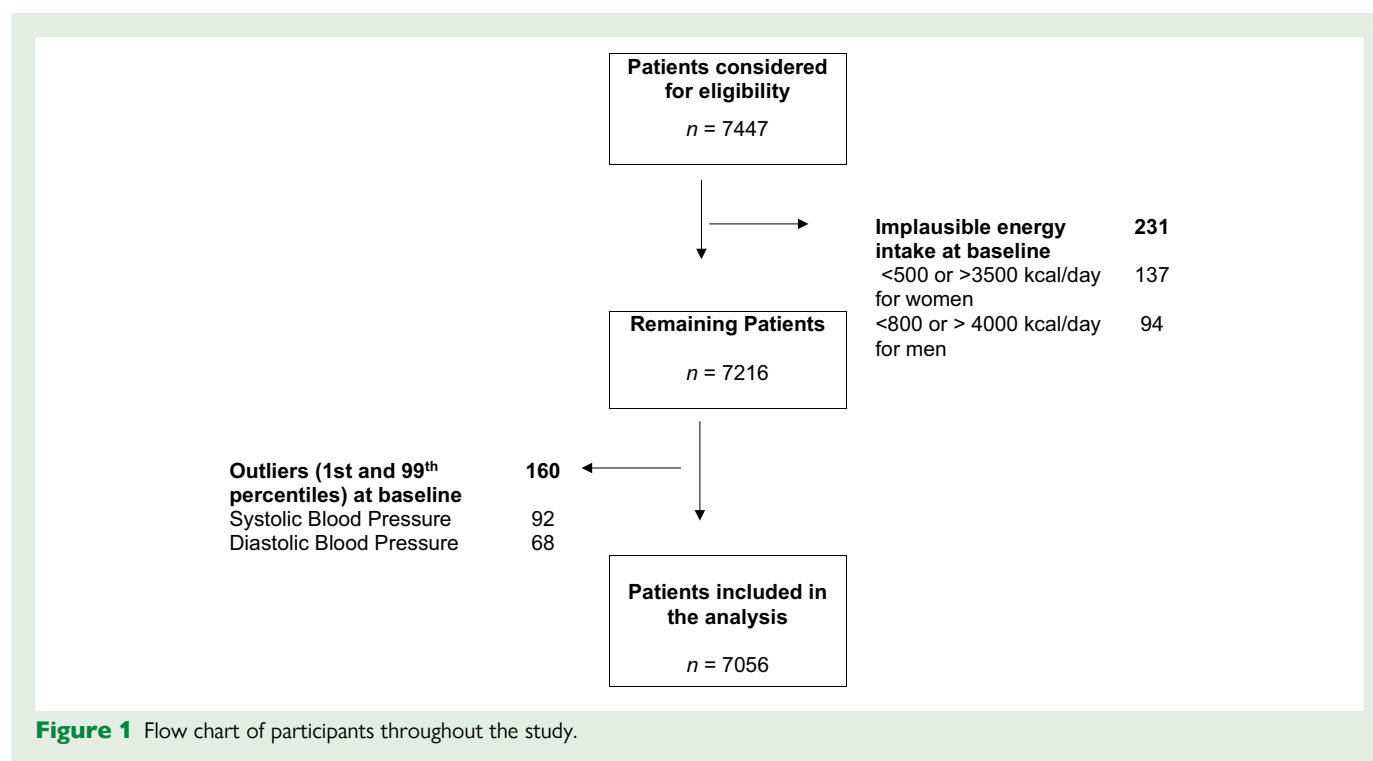 Patients considered
for eligibility
n = 7447
Implausible energy 231
intake at baseline
<500 or >3500 kcal/day 137
for women
<800 or > 4000 kcal/day 94
for men
Remaining Patients
n = 7216
Outliers (1st and 99th 160
percentiles) at baseline
Systolic Blood Pressure 92
Diastolic Blood Pressure 68
Patients included in
the analysis
n = 7056
Figure 1 Flow chart of participants throughout the study.